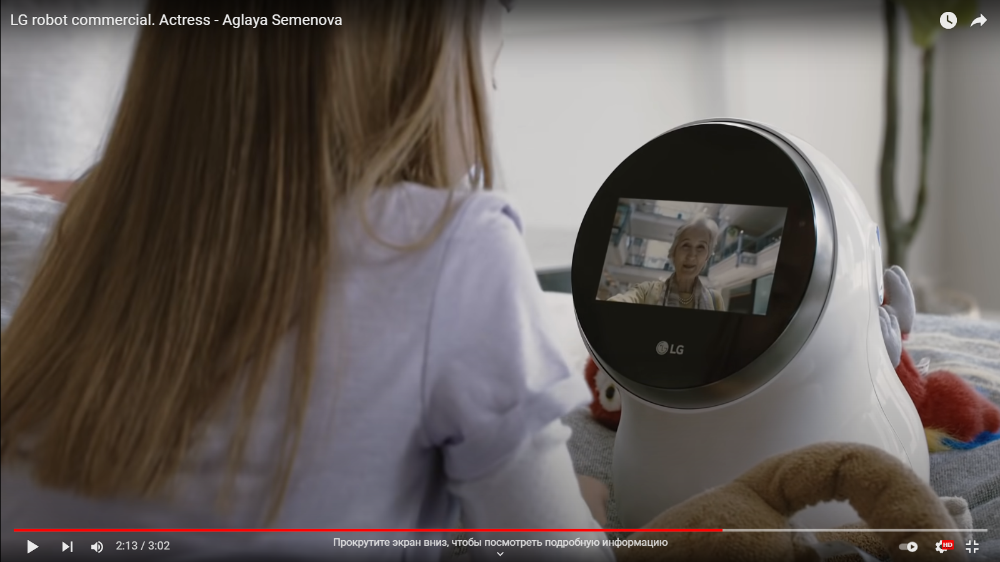 LG robot commercial. Actress - Aglaya Semenova
LG
2:13 / 3:02
Прокрутите экран вниз, чтобы посмотреть подробную информацию
HD